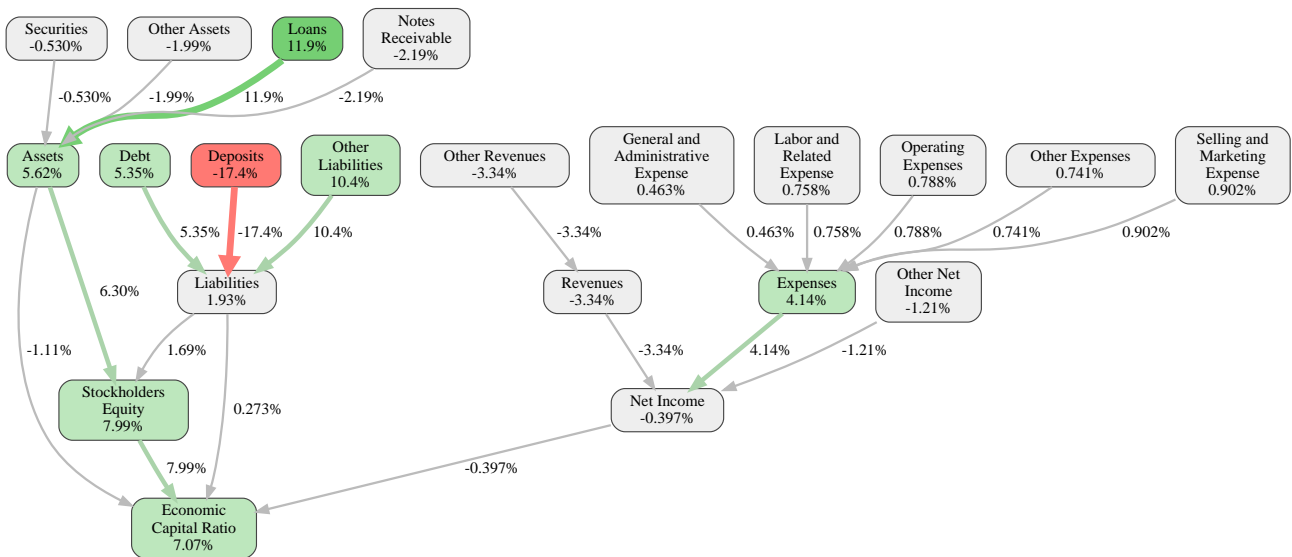 Securities
-0.530%
Other Assets
-1.99%
Loans
11.9%
Notes
Receivable
-2.19%
-0.530%
-1.99%
11.9%
-2.19%
Assets
5.62%
Debt
5.35%
Deposits
-17.4%
Other
Liabilities
10.4%
Other Revenues
-3.34%
General and
Administrative
Expense
0.463%
Labor and
Related
Expense
0.758%
Operating
Expenses
0.788%
Other Expenses
0.741%
Selling and
Marketing
Expense
0.902%
5.35%
-17.4%
10.4%
-3.34%
0.463%
0.758%
0.788%
0.741%
0.902%
Liabilities
1.93%
Revenues
-3.34%
Expenses
4.14%
Other Net
Income
-1.21%
6.30%
-1.11%
1.69%
-3.34%
4.14%
-1.21%
Stockholders
Equity
7.99%
0.273%
Net Income
-0.397%
7.99%
-0.397%
Economic
Capital Ratio
7.07%